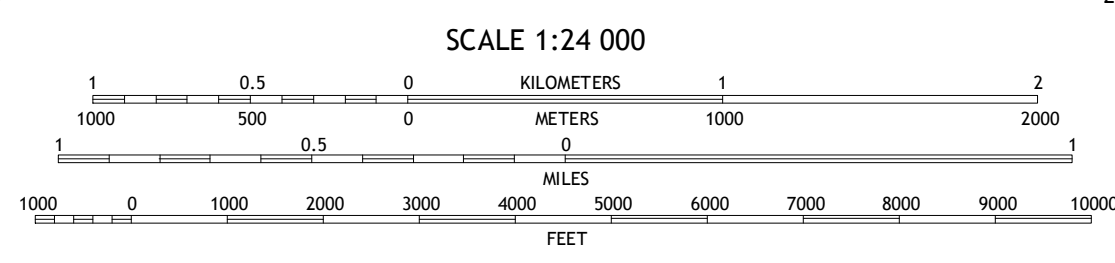 2
SCALE 1:24 000
1 0.5 0 KILOMETERS 1 2
1000 500 0 METERS 1000 2000
1 0.5 0 1
MILES
1000 0 1000 2000 3000 4000 5000 6000 7000 8000 9000 10000
FEET